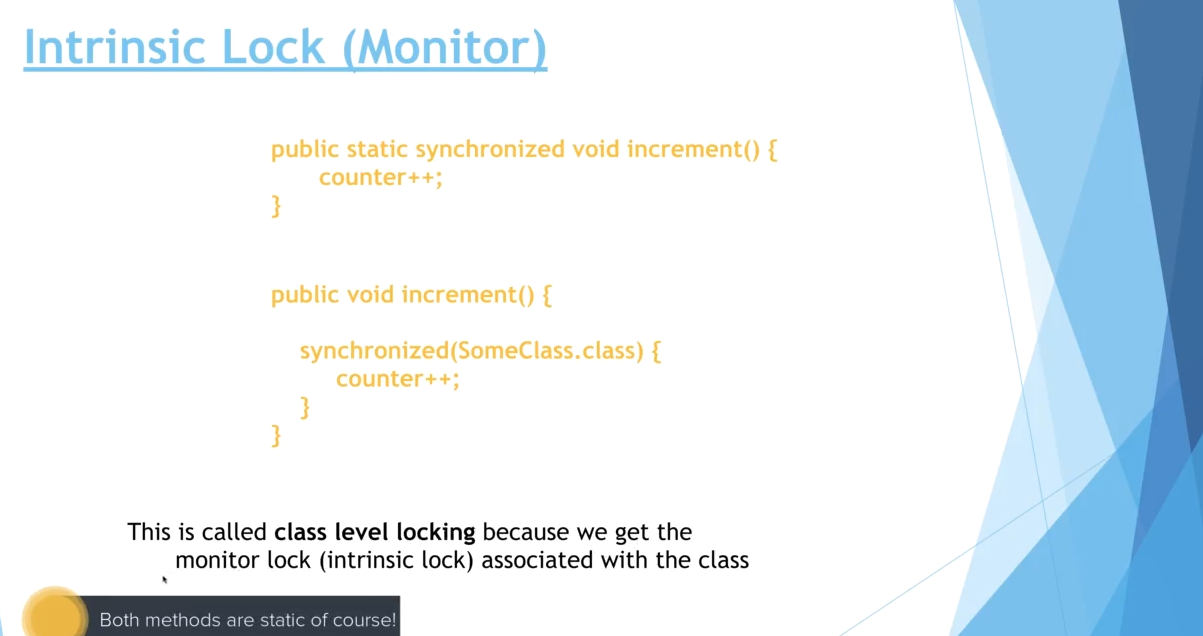 Intrinsic Lock (Monitor)
public static synchronized void increment() {
counter++;
}
public void increment() {
synchronized(SomeClass.class) {
counter++;
}
}
This is called class level locking because we get the
monitor lock (intrinsic lock) associated with the class
Both methods are static of course!